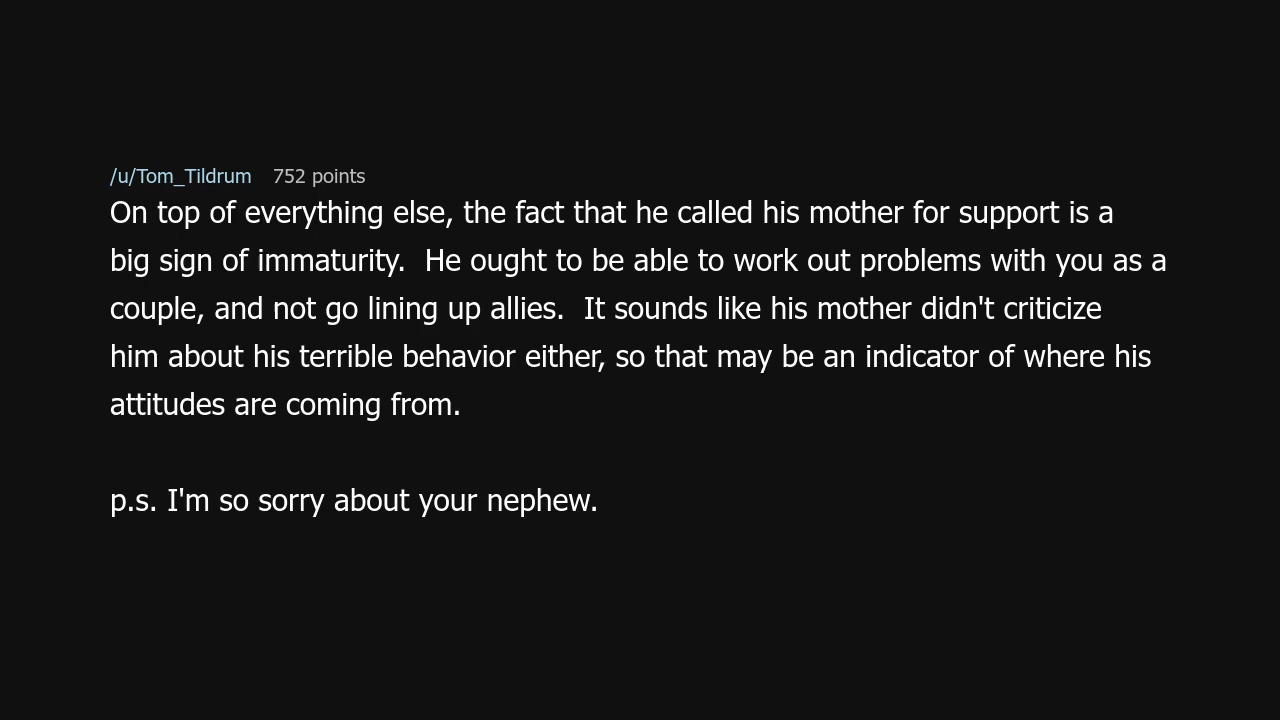 /u/Tom_Tildrum 752 points
On top of everything else, the fact that he called his mother for support is a
big sign of immaturity.  He ought to be able to work out problems with you as a
couple, and not go lining up allies.  It sounds like his mother didn't criticize
him about his terrible behavior either, so that may be an indicator of where his
attitudes are coming from.
p.s. I'm so sorry about your nephew.